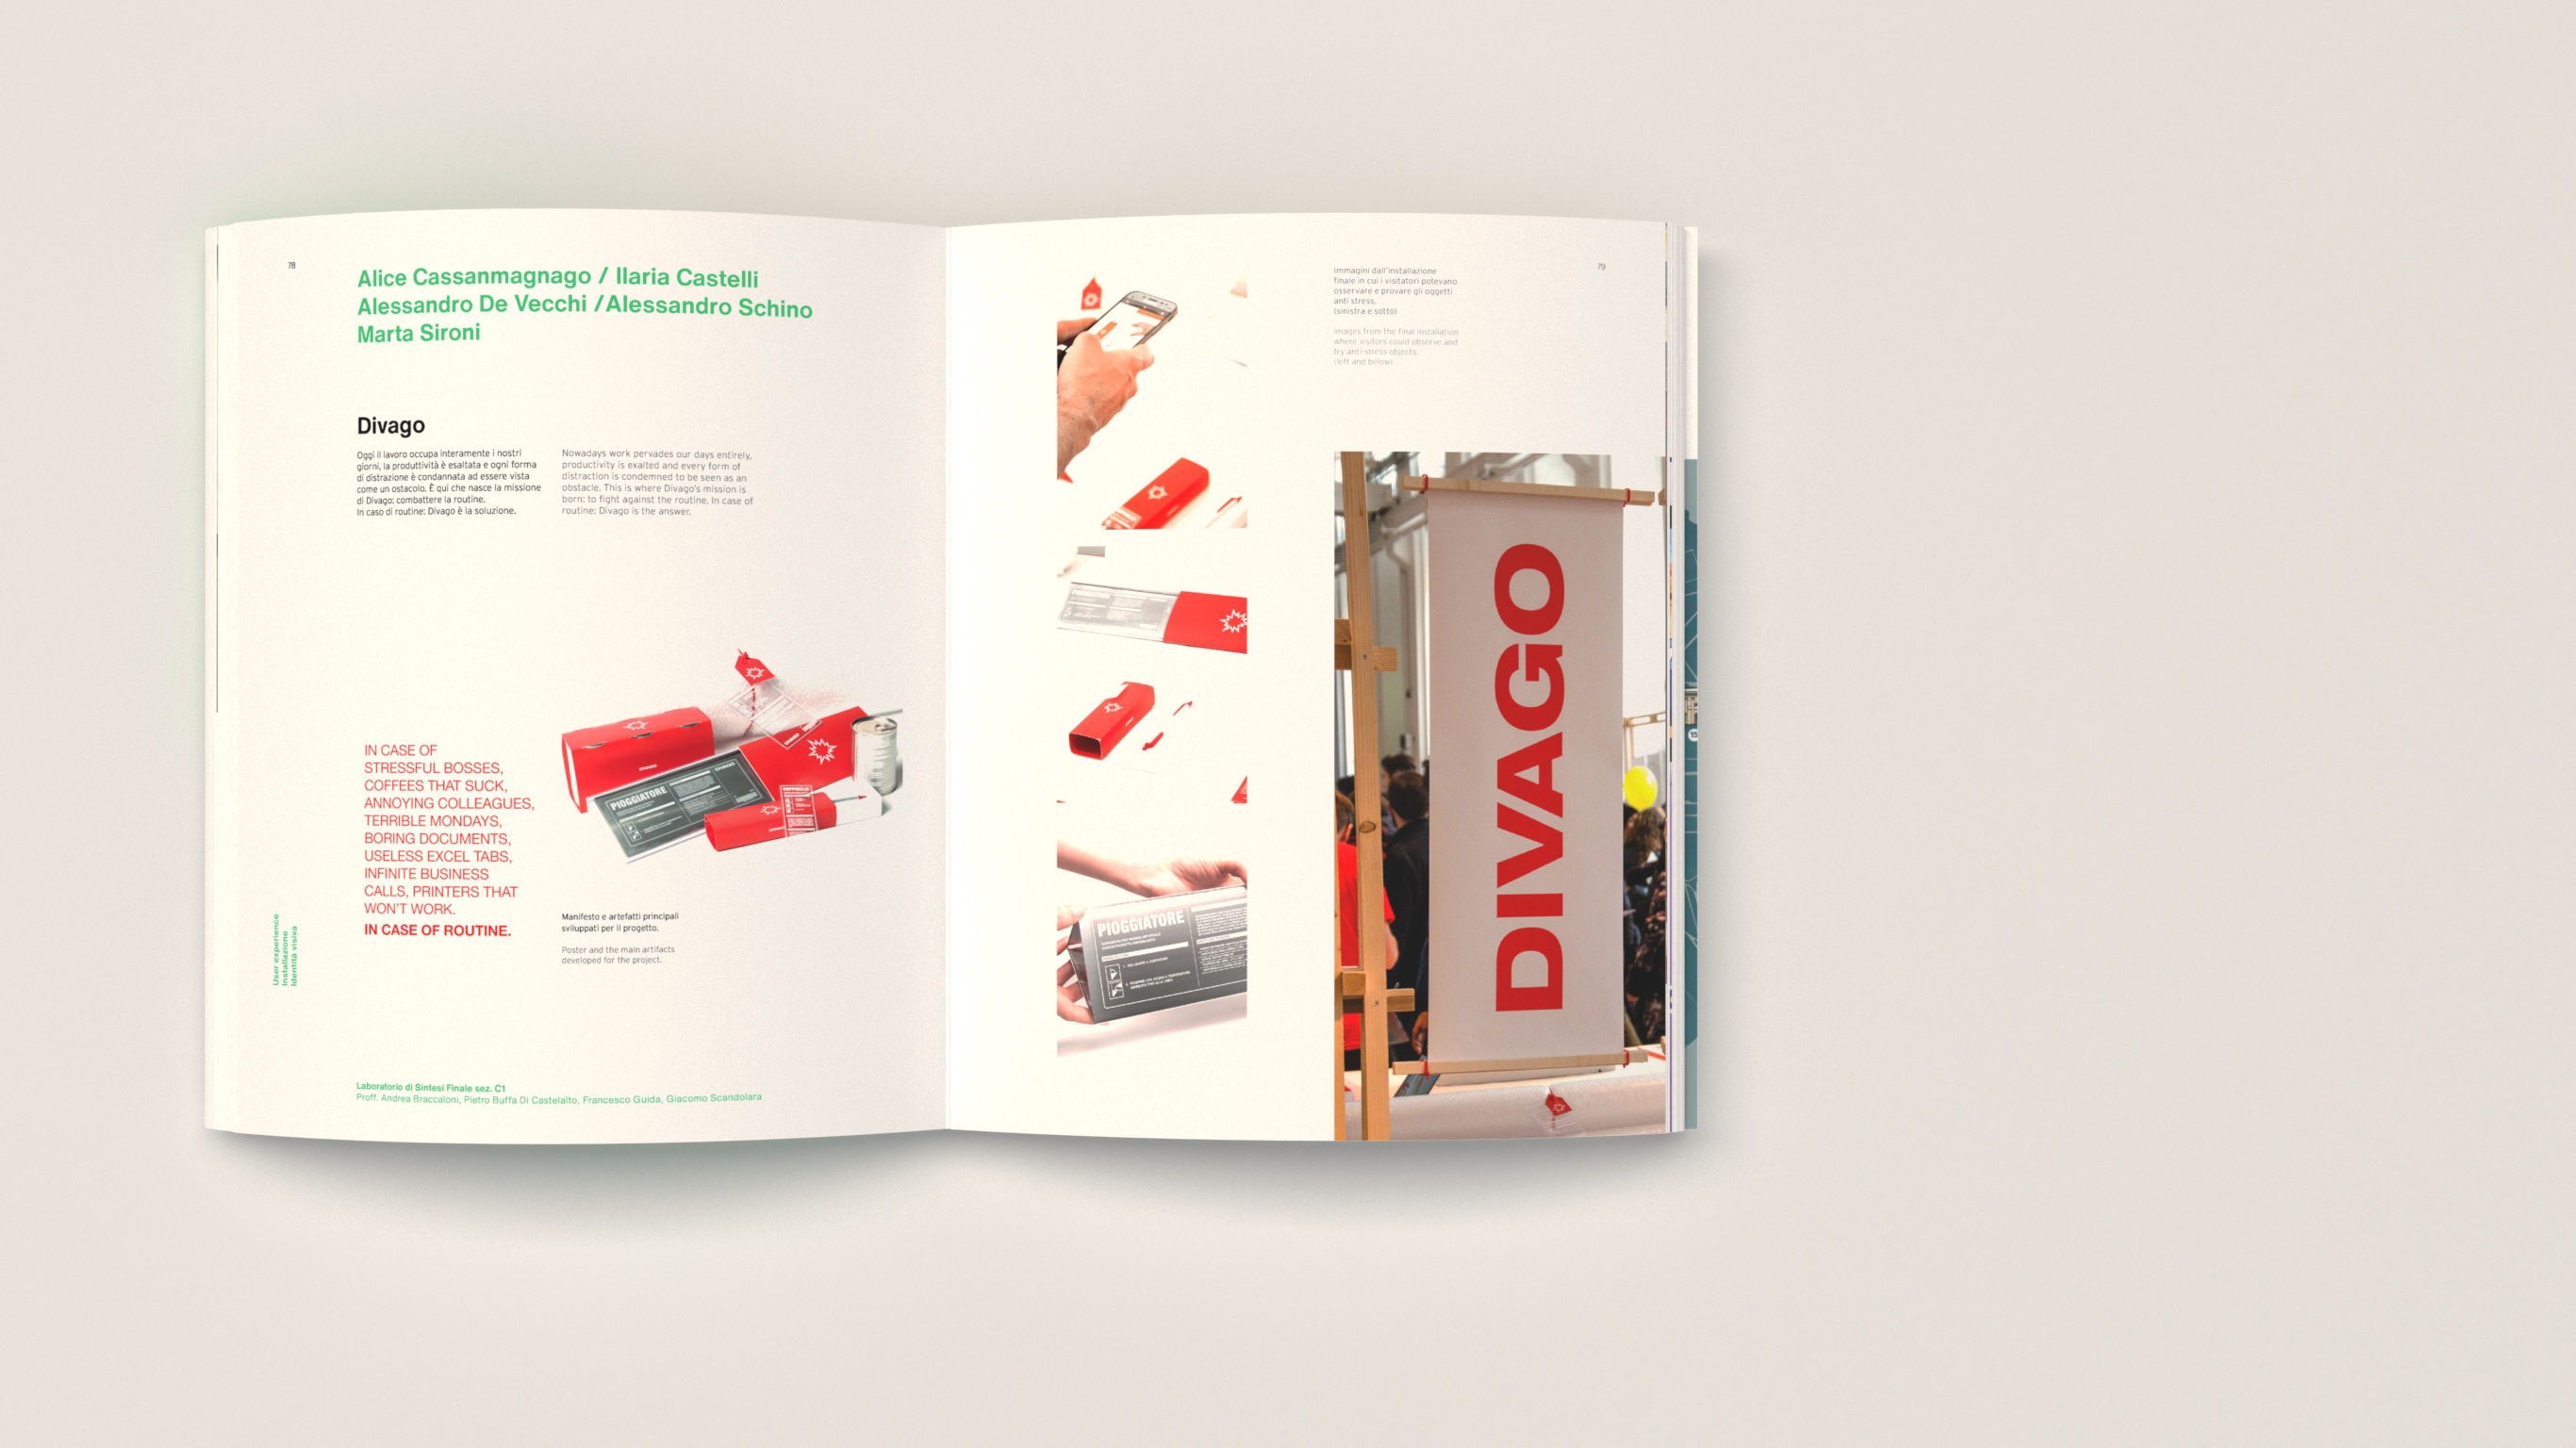 78
Alice Cassanmagnago / Ilaria Castelli
Alessandro De Vecchi /Alessandro Schino
Marta Sironi
Divago
Oggi il lavoro occupa interamente i nostri
giorni, la produttività è esaltata e ogni forma
di distrazione è condannata ad essere vista
come un ostacolo. È qui che nasce la missione
di Divago: combattere la routine.
In caso di routine: Divago è la soluzione.
Nowadays work pervades our days entirely,
productivity is exalted and every form of
distraction is condemned to be seen as an
obstacle. This is where Divago's mission is
born: to fight against the routine. In case of
routine: Divago is the answer.
IN CASE OF
STRESSFUL BOSSES,
COFFEES THAT SUCK,
ANNOYING COLLEAGUES,
TERRIBLE MONDAYS,
BORING DOCUMENTS,
USELESS EXCEL TABS,
INFINITE BUSINESS
CALLS, PRINTERS THAT
WON'T WORK.
IN CASE OF ROUTINE.
DIVAGO
PIOGGIATORE
DIVAGO
Manifesto e artefatti principali
sviluppati per il progetto.
Poster and the main artifacts
developed for the project.
User experience
Installazione
Identità visiva
Laboratorio di Sintesi Finale sez. C1
Proff. Andrea Braccaloni, Pietro Buffa Di Castelalto, Francesco Guida, Giacomo Scandolara
79
Immagini dall'installazione
finale in cui i visitatori potevano
osservare e provare gli oggetti
anti stress.
(sinistra e sotto)
Images from the final installation
where visitors could observe and
try anti-stress objects.
(left and below)
PIOGGIATORE
DIVAGO
15